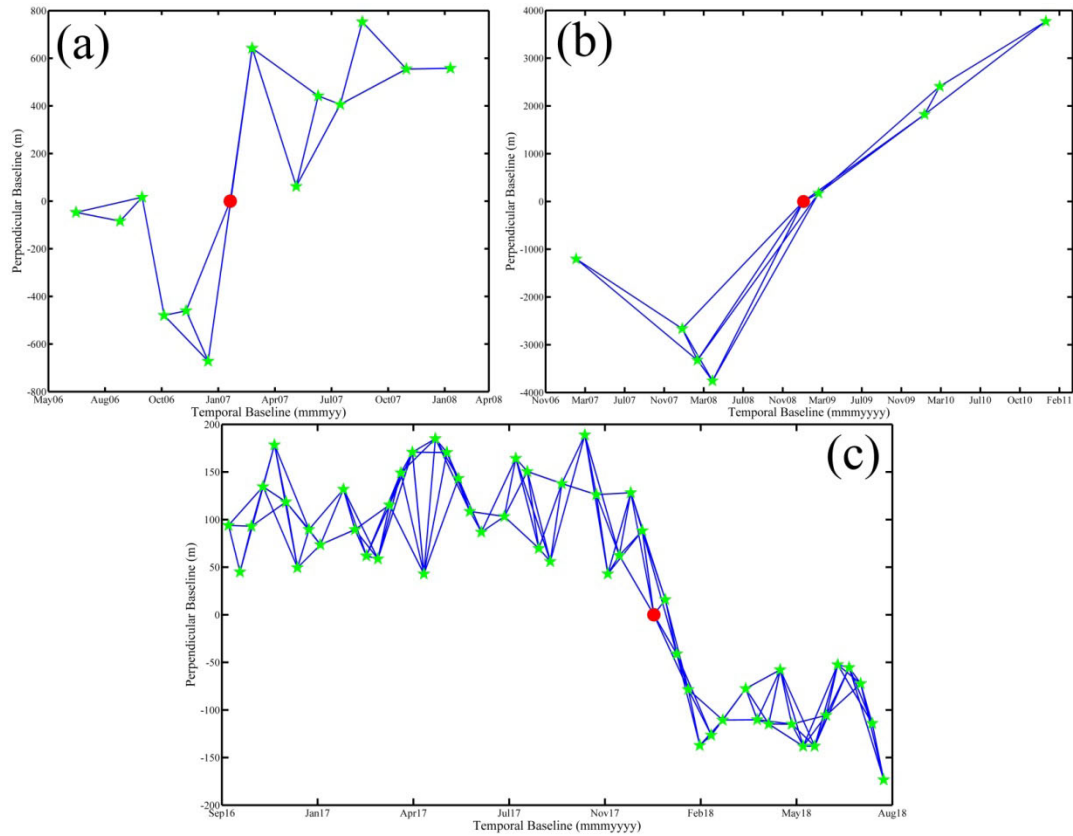 (a)
800
600
400
200
0
-200
-400
-600
-800
Perpendicular Baseline (m)
May06 Aug06 Oct06 Jan07 Apr07 Jul07 Oct07 Jan08 Apr08
Temporal Baseline (mmmyy)
(b)
4000
3000
2000
1000
0
-1000
-2000
-3000
-4000
Perpendicular Baseline (m)
Nov06 Mar07 Jul07 Nov07 Mar08 Jul08 Nov08 Mar09 Jul09 Nov09 Mar10 Jul10 Oct10 Feb11
Temporal Baseline (mmmyyyy)
(c)
200
150
100
50
0
-50
-100
-150
-200
Perpendicular Baseline (m)
Sep16 Jan17 Apr17 Jul17 Nov17 Feb18 May18 Aug18
Temporal Baseline (mmmyyyy)